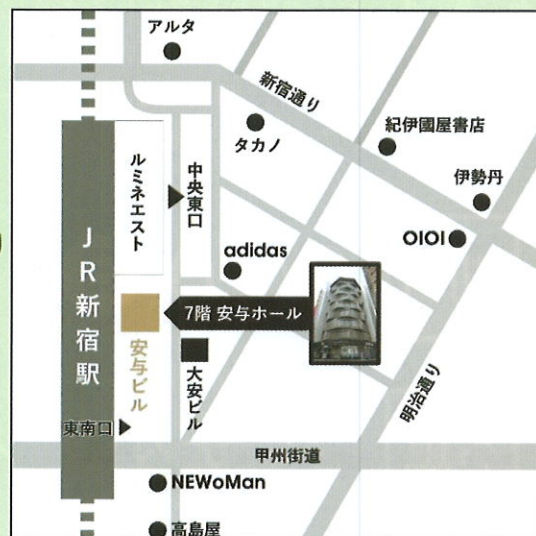 アルタ
新宿通り
タカノ
紀伊國屋書店
伊勢丹
OIOI
ルミネエスト
中央東口
adidas
JR新宿駅
7階 安与ホール
安与ビル
大安ビル
明治通り
東南口
甲州街道
NEWoMan
高島屋